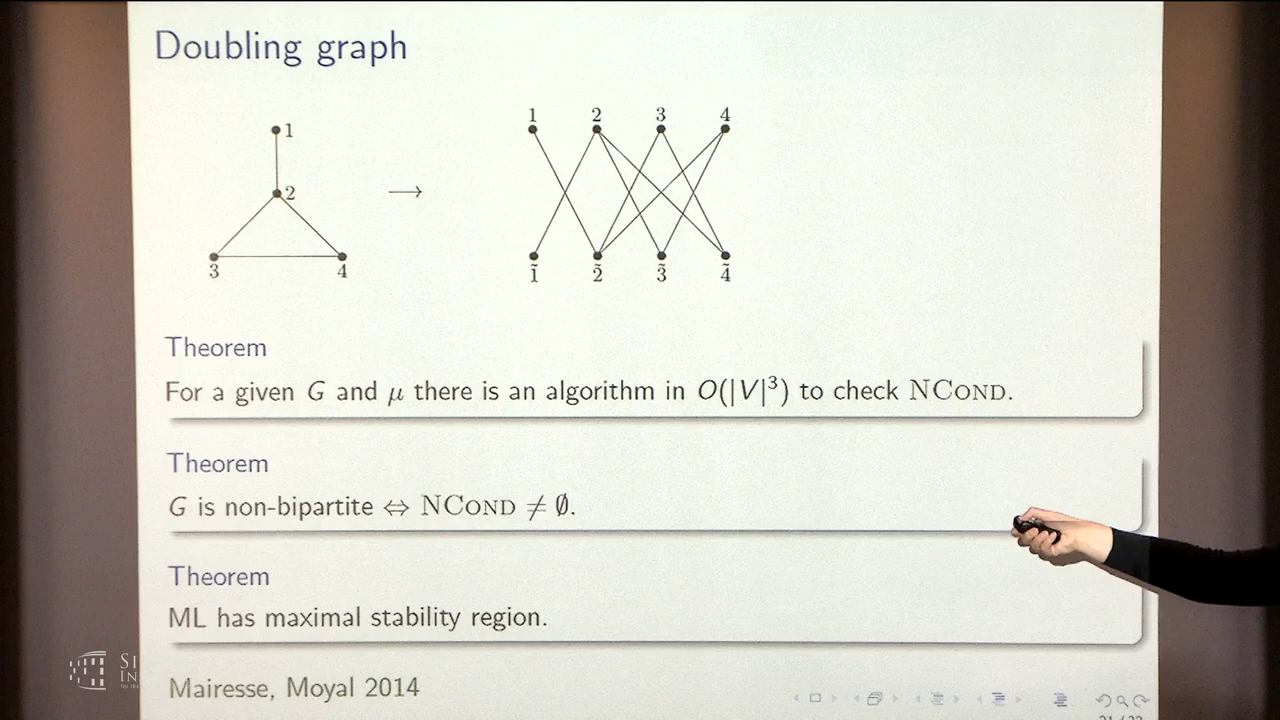 Doubling graph
1
2
3 4
1 2 3 4
1̃ 2̃ 3̃ 4̃
Theorem
For a given G and μ there is an algorithm in O(|V|³) to check NCOND.
Theorem
G is non-bipartite ⇔ NCOND ≠ ∅.
Theorem
ML has maximal stability region.
Mairesse, Moyal 2014